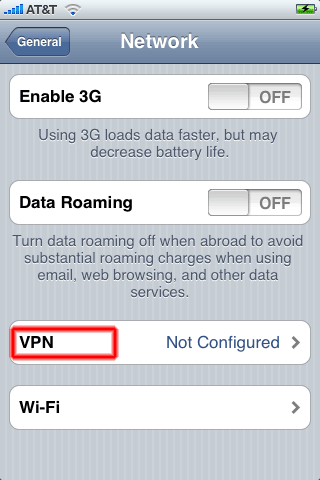 AT&T
General
Network
Enable 3G OFF
Using 3G loads data faster, but may
decrease battery life.
Data Roaming OFF
Turn data roaming off when abroad to avoid
substantial roaming charges when using
email, web browsing, and other data
services.
VPN Not Configured
Wi-Fi